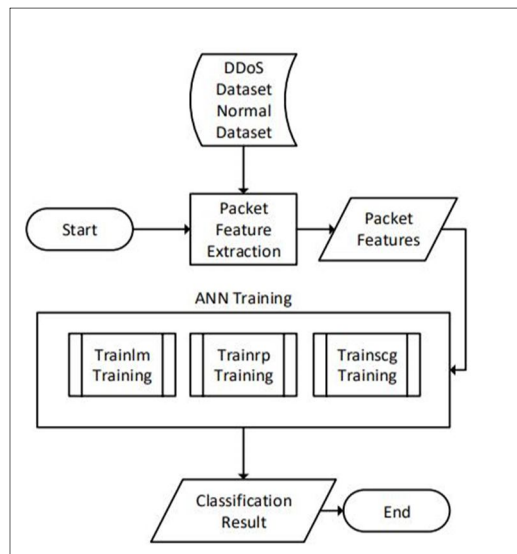 DDoS
Dataset
Normal
Dataset
Start
Packet
Feature
Extraction
Packet
Features
ANN Training
Trainlm
Training
Trainrp
Training
Trainscg
Training
Classification
Result
End